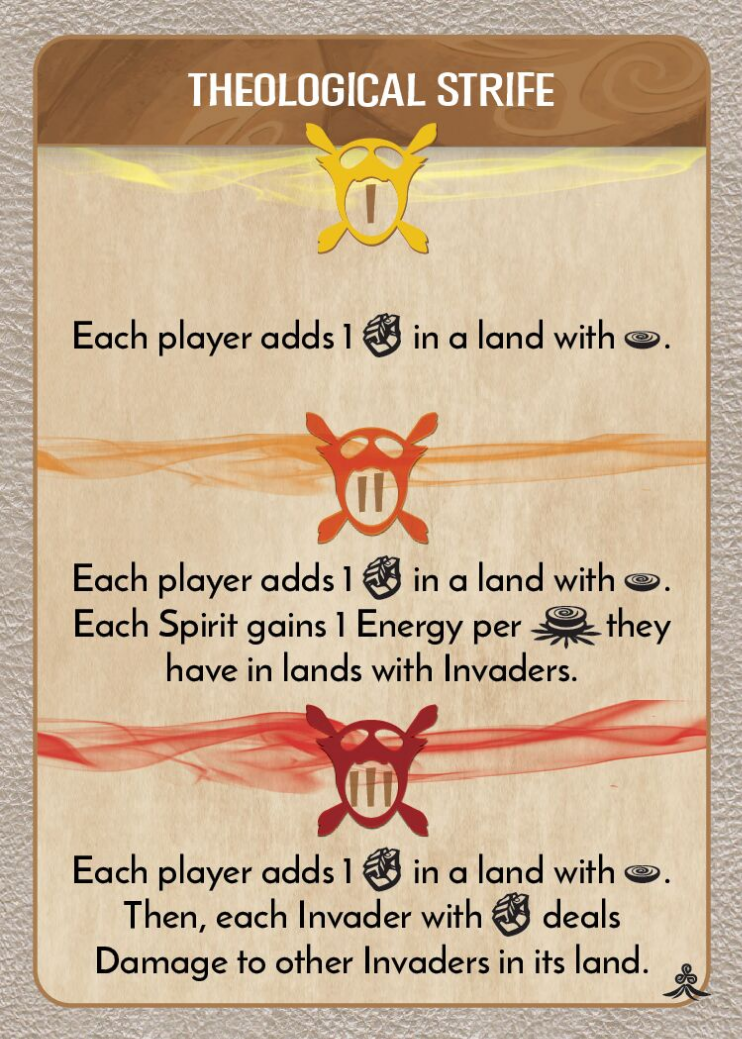 THEOLOGICAL STRIFE
I
Each player adds 1 in a land with .
II
Each player adds 1 in a land with .
Each Spirit gains 1 Energy per they
have in lands with Invaders.
III
Each player adds 1 in a land with .
Then, each Invader with deals
Damage to other Invaders in its land.